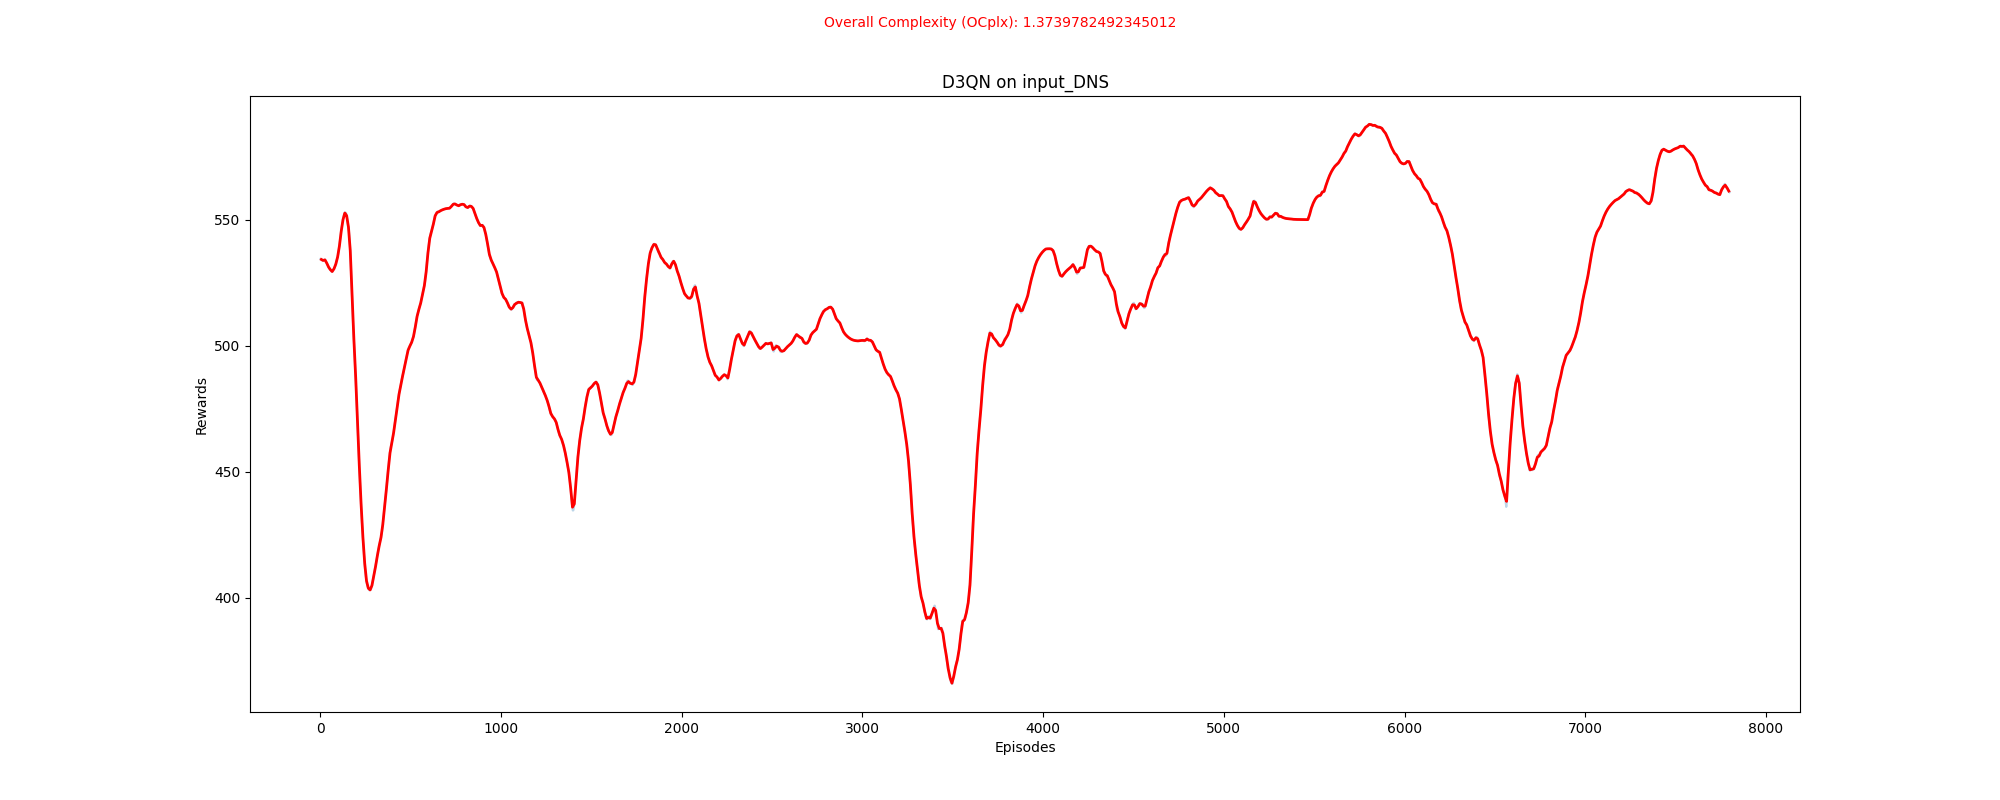 Overall Complexity (OCplx): 1.3739782492345012
D3QN on input_DNS
Rewards
550
500
450
400
0 1000 2000 3000 4000 5000 6000 7000 8000
Episodes